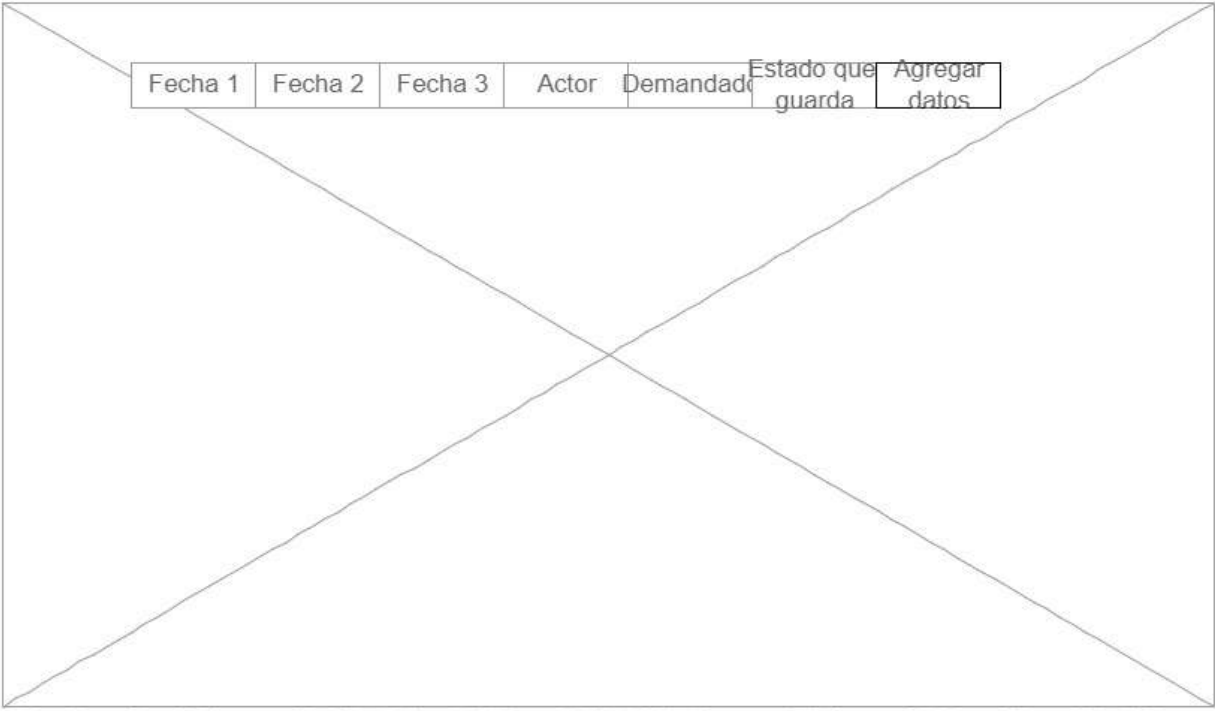 Fecha 1
Fecha 2
Fecha 3
Actor
Demandado
Estado que
guarda
Agregar
datos